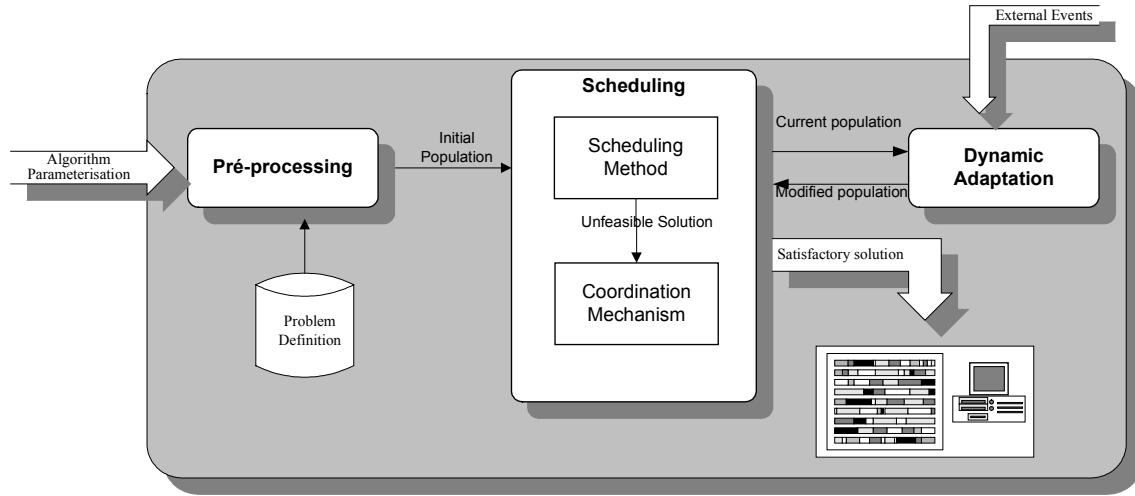 External Events
Scheduling
Algorithm
Parameterisation
Pré-processing
Initial
Population
Scheduling
Method
Current population
Dynamic
Adaptation
Modified population
Unfeasible Solution
Satisfactory solution
Coordination
Mechanism
Problem
Definition